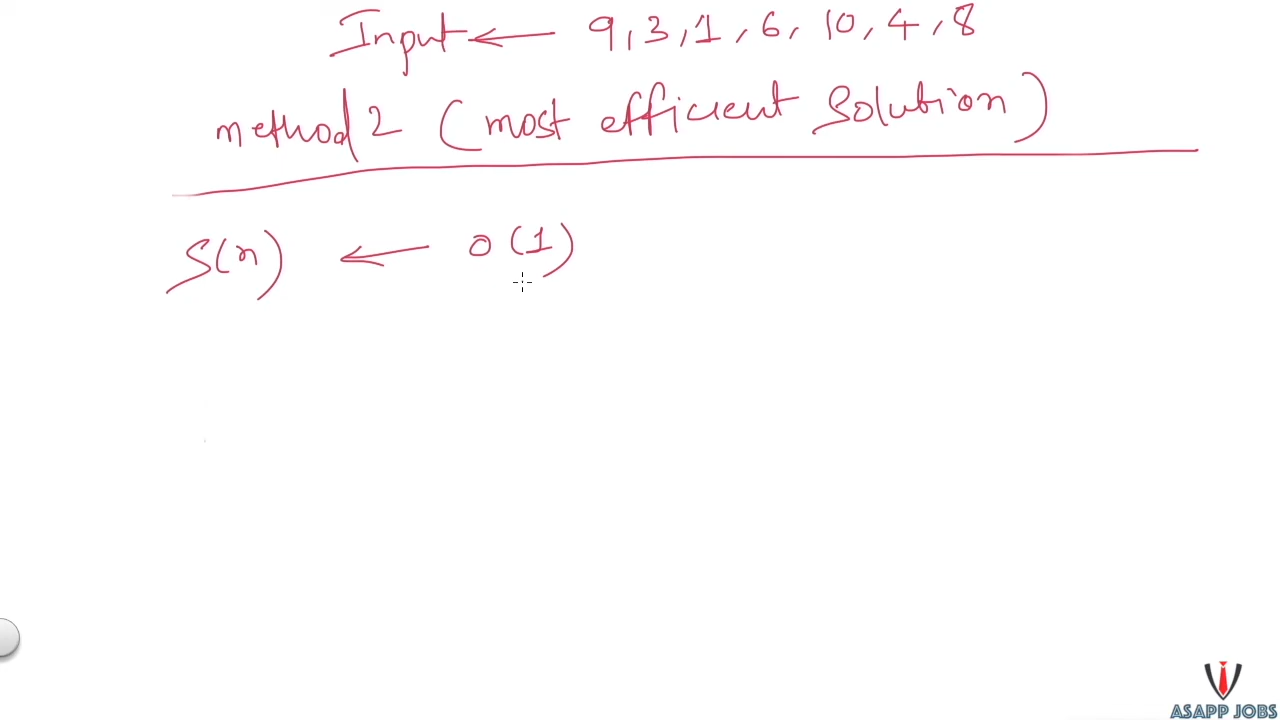 Input ← 9, 3, 1, 6, 10, 4, 8
method 2 (most efficient solution)
S(n) ← O(1)
ASAPP JOBS